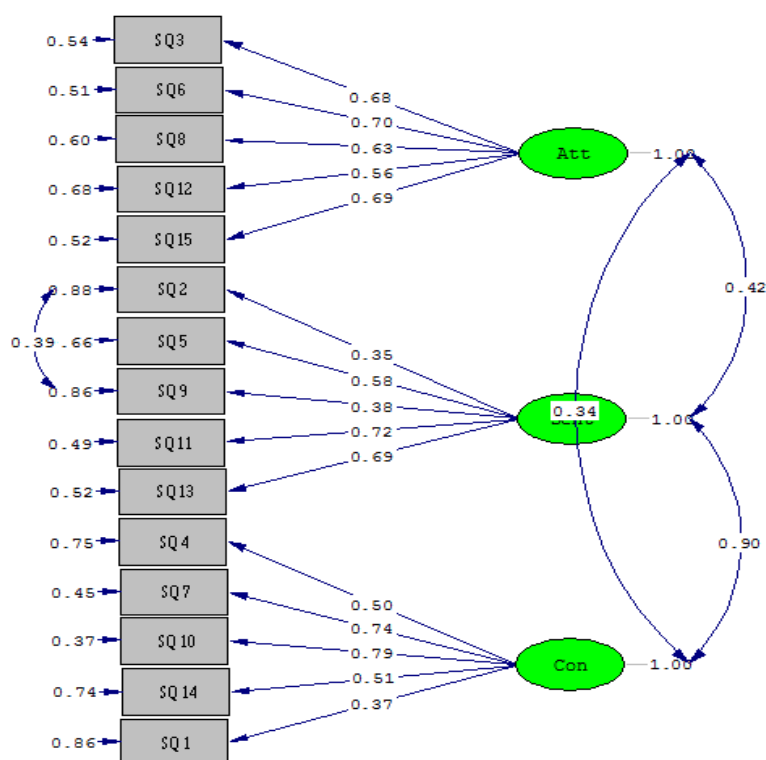 0.54 SQ3
0.68
0.51 SQ6
0.70
0.60 SQ8
0.63
Att 1.00
0.68 SQ12
0.56
0.69
0.52 SQ15
0.88 SQ2
0.42
0.39 .66 SQ5
0.35
0.58
0.86 SQ9
0.38
0.34
1.00
0.49 SQ11
0.72
0.69
0.52 SQ13
0.75 SQ4
0.90
0.45 SQ7
0.50
0.74
0.37 SQ10
0.79
Con 1.00
0.74 SQ14
0.51
0.37
0.86 SQ1